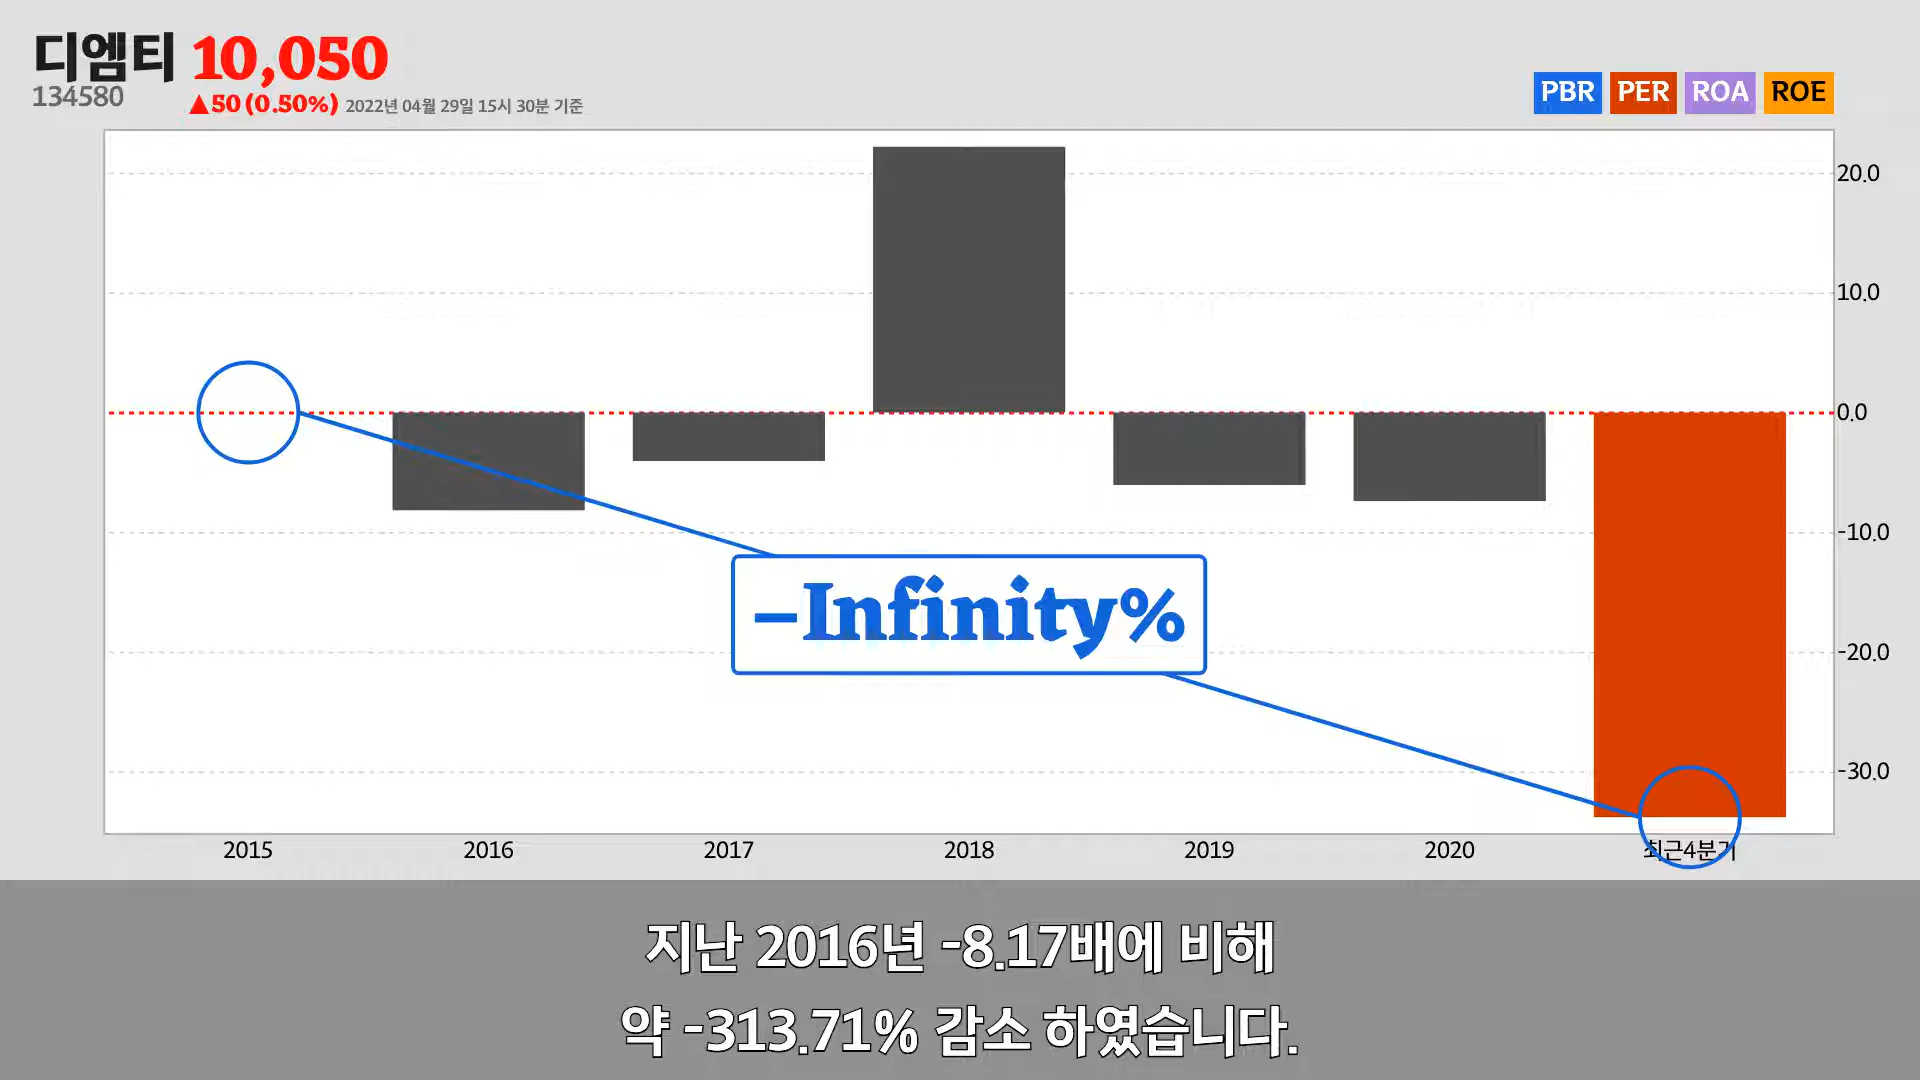 디엠티 10,050
134580
▲50 (0.50%) 2022년 04월 29일 15시 30분 기준
PBR PER ROA ROE
20.0
10.0
0.0
-10.0
-Infinity%
-20.0
-30.0
2015 2016 2017 2018 2019 2020 최근4분기
지난 2016년 -8.17배에 비해
약 -313.71% 감소 하였습니다.